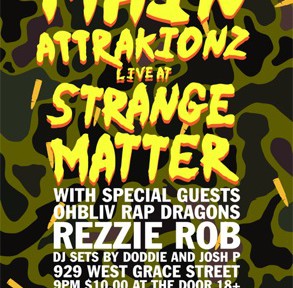 MAIN
ATTRAKIONZ
LIVE AT
STRANGE
MATTER
WITH SPECIAL GUESTS
OHBLIV RAP DRAGONS
REZZIE ROB
DJ SETS BY DODDIE AND JOSH P
929 WEST GRACE STREET
9PM $10.00 AT THE DOOR 18+